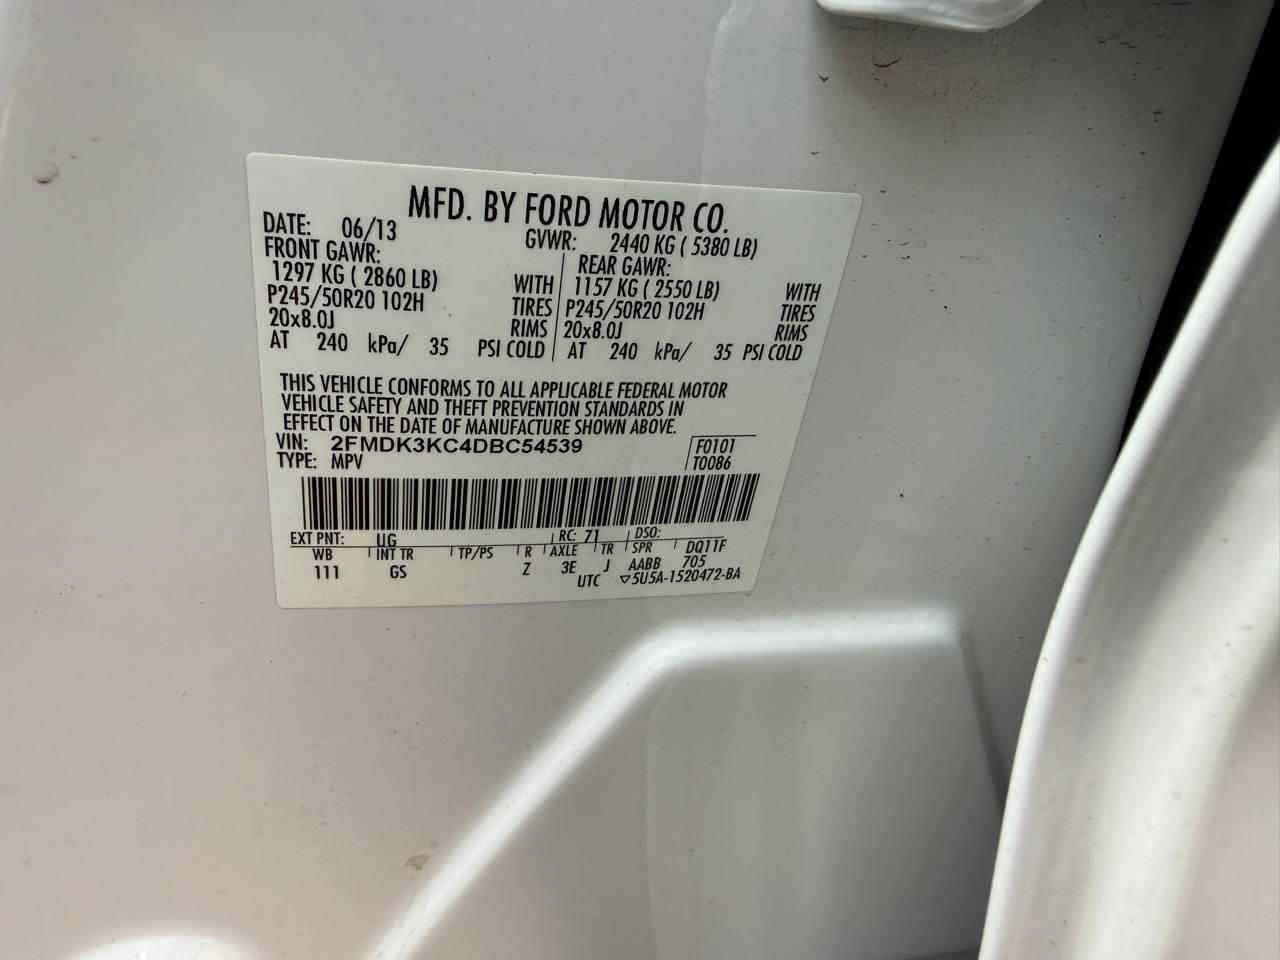 MFD. BY FORD MOTOR CO.
DATE: 06/13 GVWR: 2440 KG ( 5380 LB)
FRONT GAWR: REAR GAWR:
1297 KG ( 2860 LB) WITH 1157 KG ( 2550 LB) WITH
P245/50R20 102H TIRES P245/50R20 102H TIRES
20x8.0J RIMS 20x8.0J RIMS
AT 240 kPa/ 35 PSI COLD AT 240 kPa/ 35 PSI COLD
THIS VEHICLE CONFORMS TO ALL APPLICABLE FEDERAL MOTOR
VEHICLE SAFETY AND THEFT PREVENTION STANDARDS IN
EFFECT ON THE DATE OF MANUFACTURE SHOWN ABOVE.
VIN: 2FMDK3KC4DBC54539 F0101
TYPE: MPV T0086
EXT PNT: UG RC: 71 DSO:
WB INT TR TP/PS R AXLE TR SPR DQ11F
111 GS Z 3E J AABB 705
UTC ▽5U5A-1520472-BA